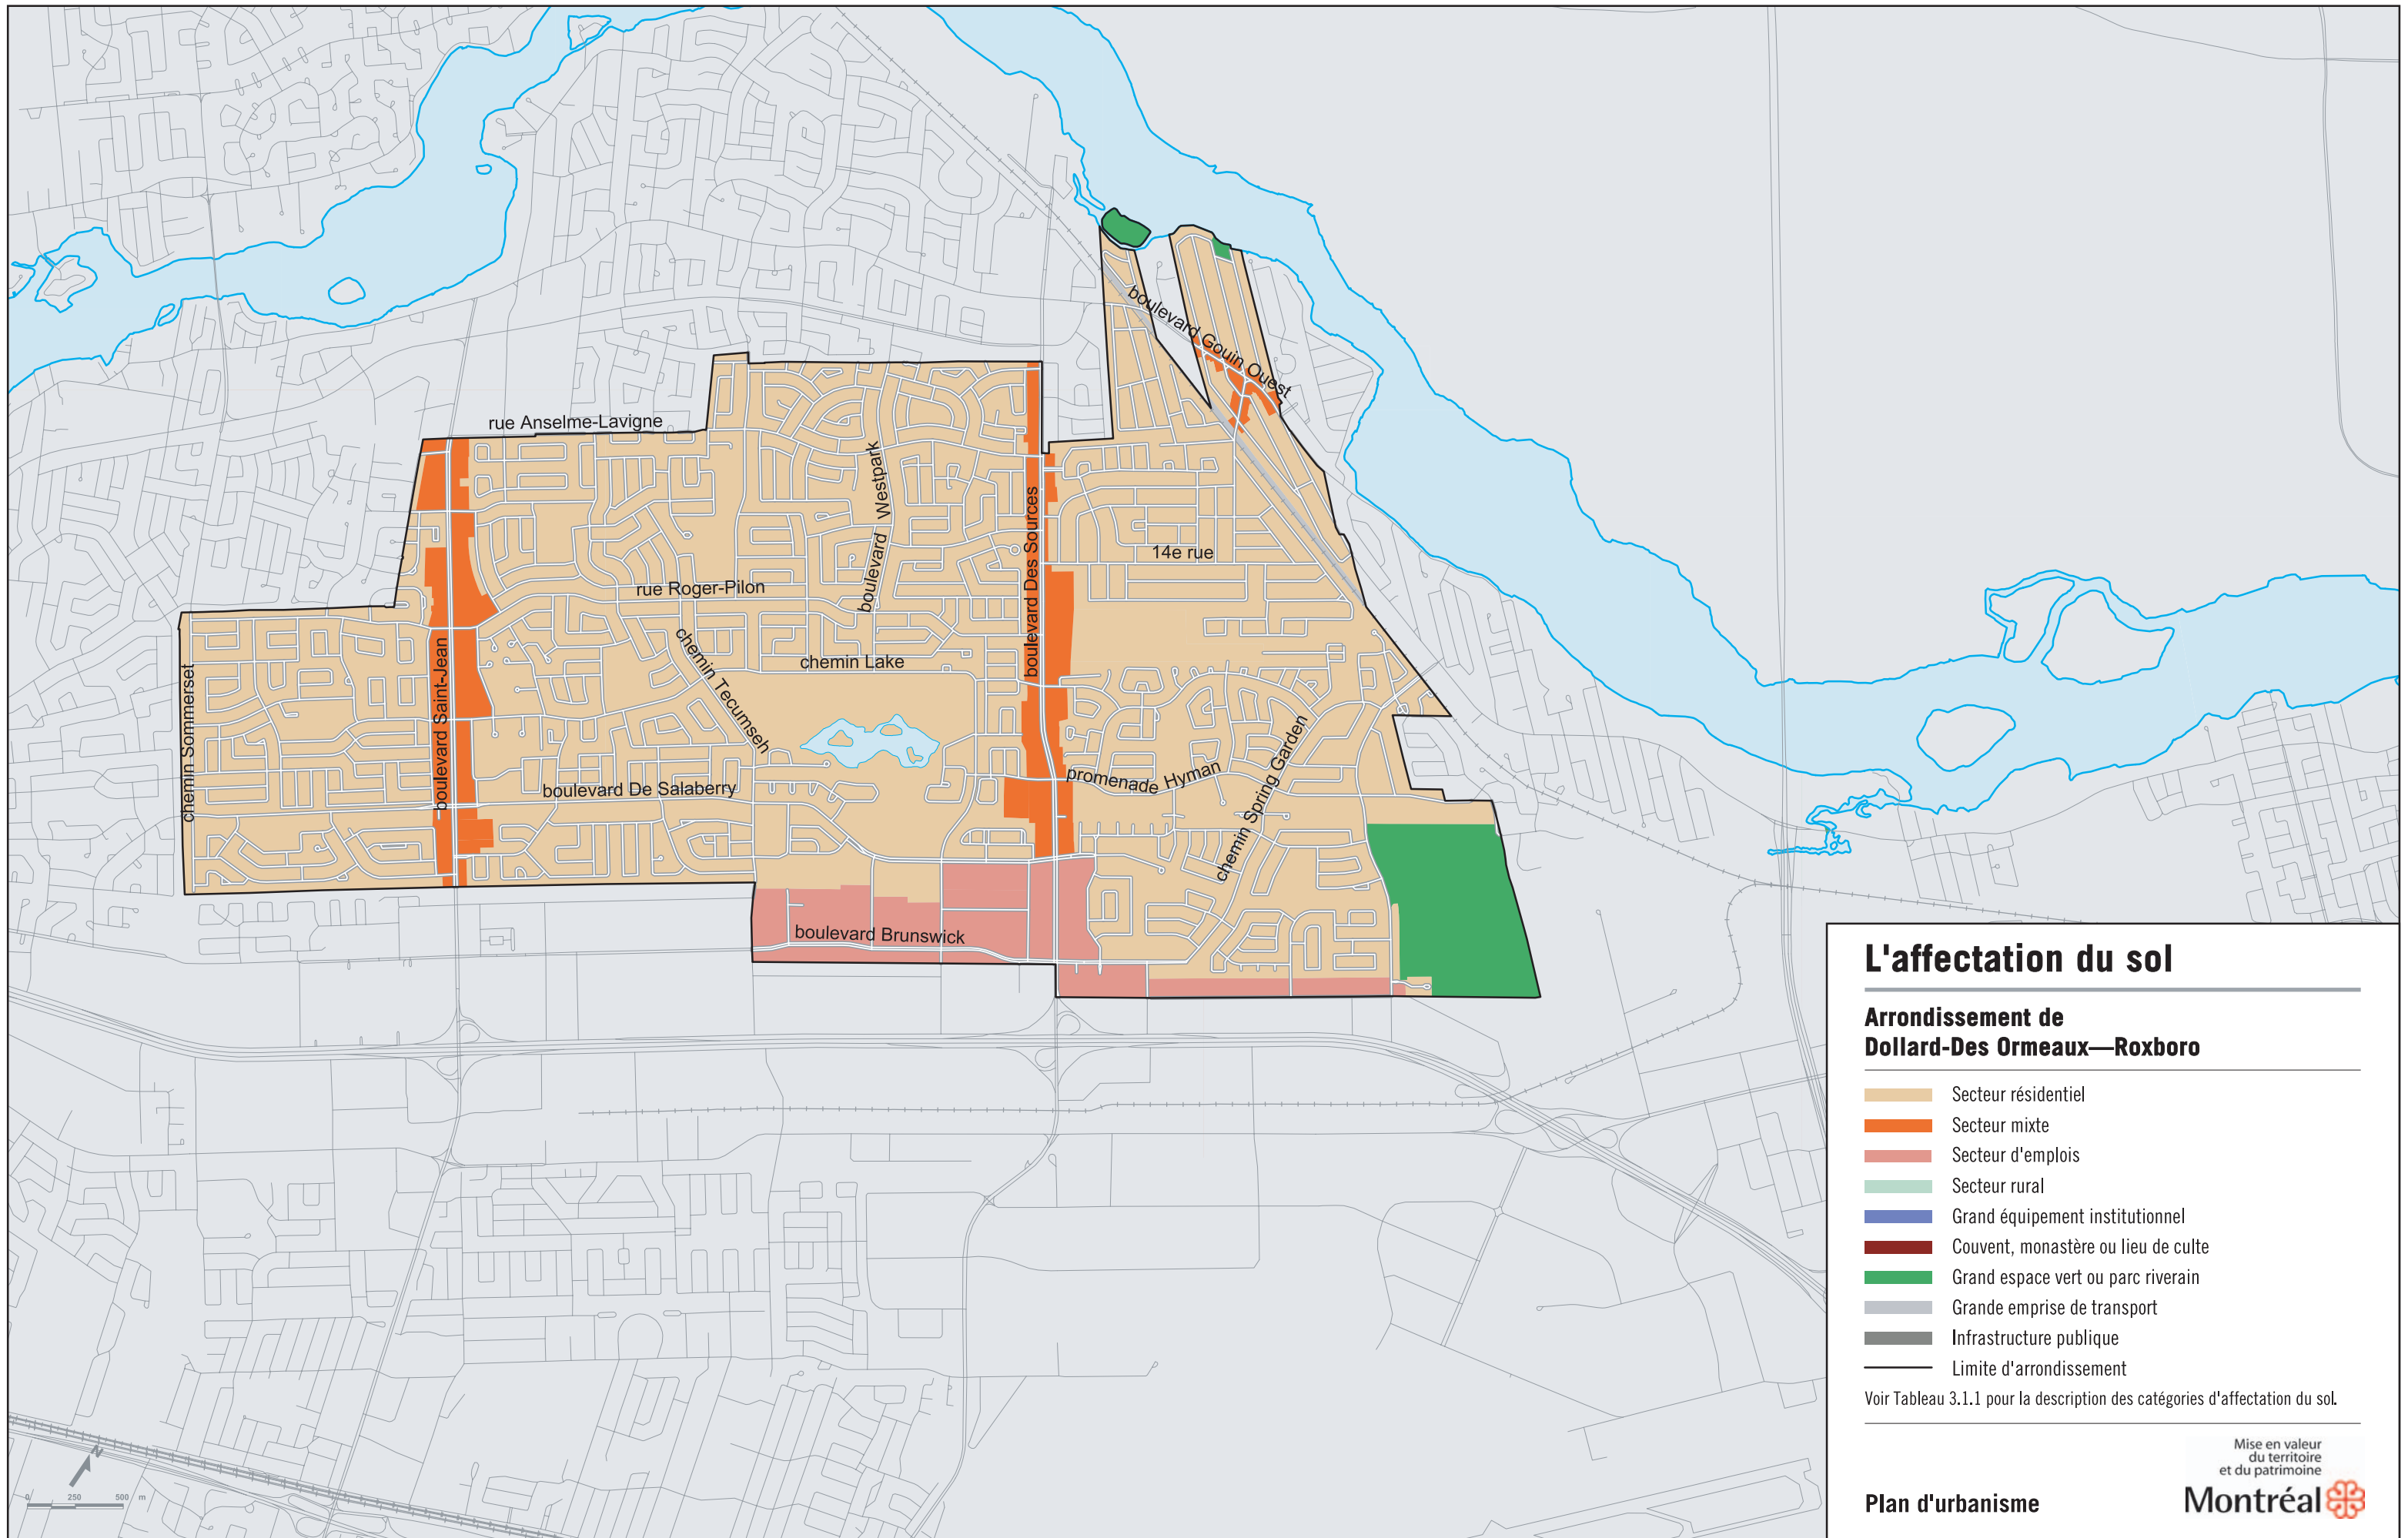 boulevard Gouin Ouest
rue Anselme-Lavigne
boulevard Westpark
boulevard Des Sources
14e rue
rue Roger-Pilon
chemin Tecumseh
chemin Lake
chemin Sommerset
boulevard Saint-Jean
boulevard De Salaberry
promenade Hyman
chemin Spring Garden
boulevard Brunswick
L'affectation du sol
Arrondissement de
Dollard-Des Ormeaux—Roxboro
Secteur résidentiel
Secteur mixte
Secteur d'emplois
Secteur rural
Grand équipement institutionnel
Couvent, monastère ou lieu de culte
Grand espace vert ou parc riverain
Grande emprise de transport
Infrastructure publique
Limite d'arrondissement
Voir Tableau 3.1.1 pour la description des catégories d'affectation du sol.
Mise en valeur
du territoire
et du patrimoine
Plan d'urbanisme
Montréal
N
0 250 500 m